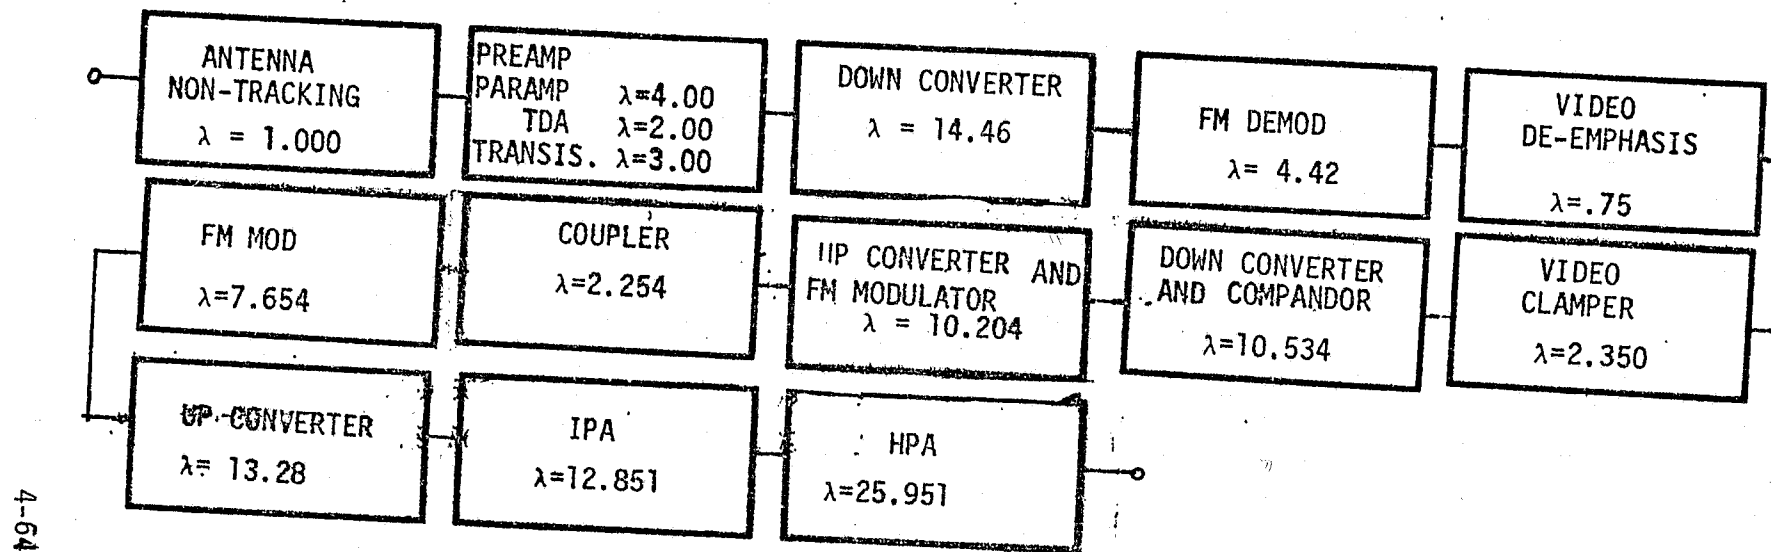 ANTENNA
NON-TRACKING
λ = 1.000
PREAMP
PARAMP λ=4.00
TDA λ=2.00
TRANSIS. λ=3.00
DOWN CONVERTER
λ = 14.46
FM DEMOD
λ= 4.42
VIDEO
DE-EMPHASIS
λ=.75
FM MOD
λ=7.654
COUPLER
λ=2.254
UP CONVERTER AND
FM MODULATOR
λ = 10.204
DOWN CONVERTER
AND COMPANDOR
λ=10.534
VIDEO
CLAMPER
λ=2.350
UP CONVERTER
λ= 13.28
IPA
λ=12.851
HPA
λ=25.951
4-64